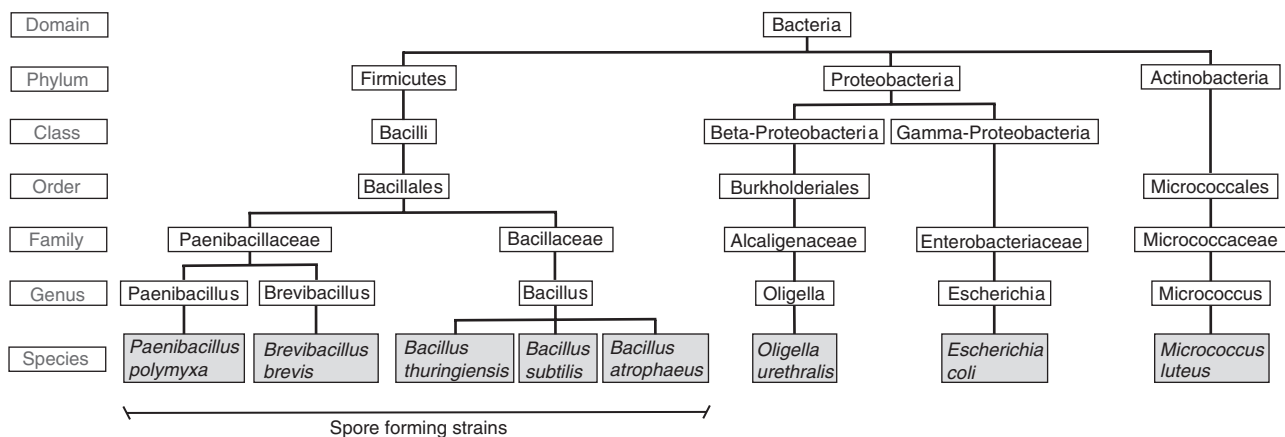 Domain
Bacteria
Phylum
Firmicutes
Proteobacteria
Actinobacteria
Class
Bacilli
Beta-Proteobacteria
Gamma-Proteobacteria
Order
Bacillales
Burkholderiales
Micrococcales
Family
Paenibacillaceae
Bacillaceae
Alcaligenaceae
Enterobacteriaceae
Micrococcaceae
Genus
Paenibacillus
Brevibacillus
Bacillus
Oligella
Escherichia
Micrococcus
Species
Paenibacillus
polymyxa
Brevibacillus
brevis
Bacillus
thuringiensis
Bacillus
subtilis
Bacillus
atrophaeus
Oligella
urethralis
Escherichia
coli
Micrococcus
luteus
Spore forming strains